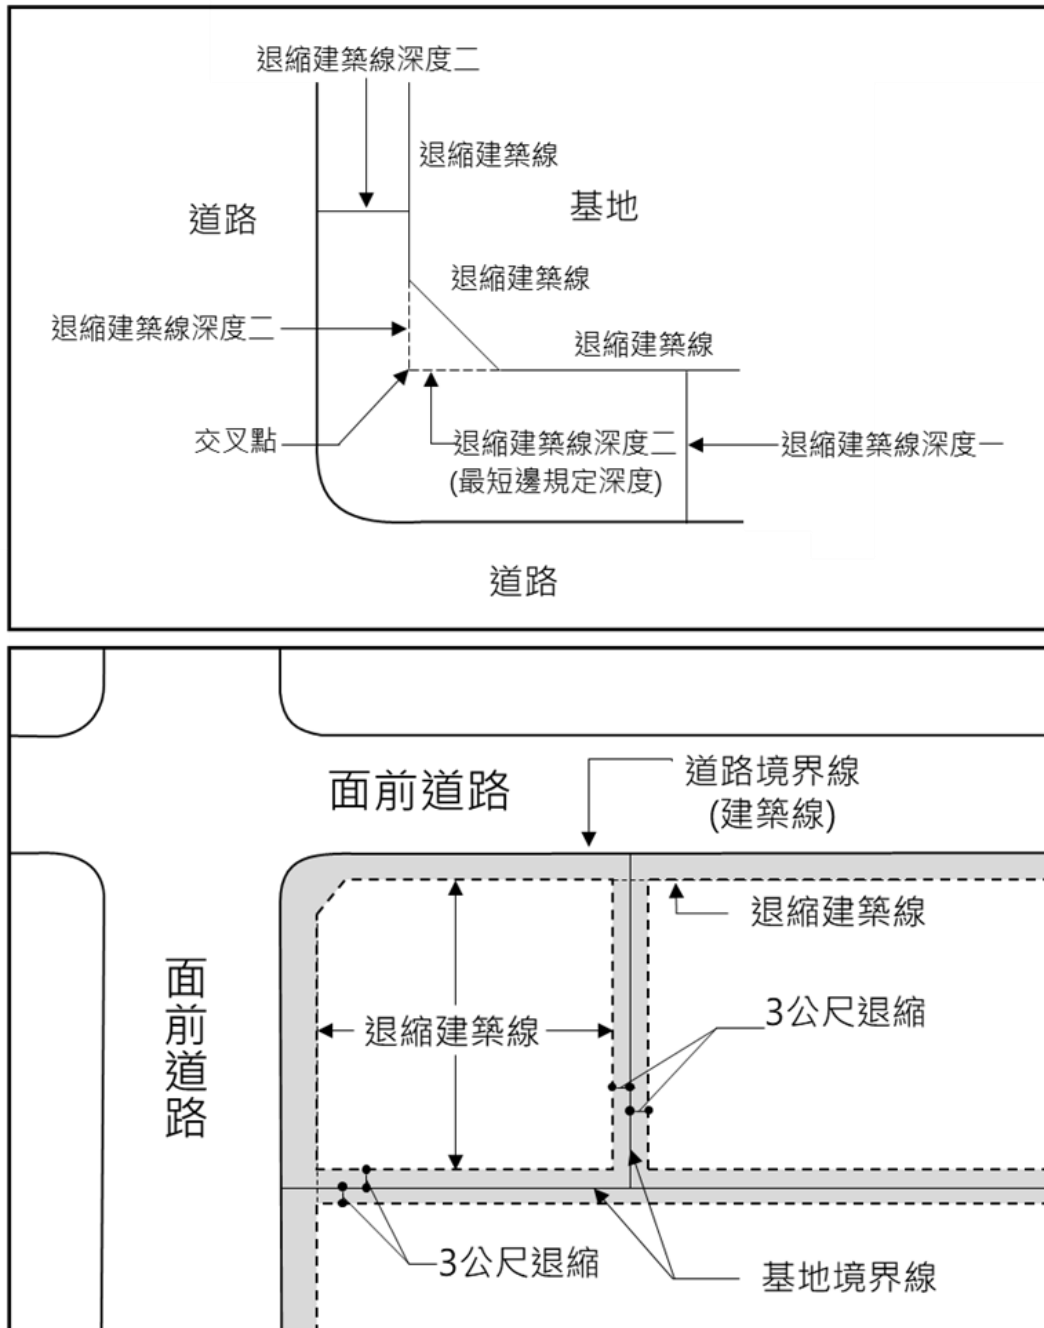 退縮建築線深度二
退縮建築線
道路
基地
退縮建築線
退縮建築線深度二
退縮建築線
交叉點
退縮建築線深度二
(最短邊規定深度)
退縮建築線深度一
道路
面前道路
道路境界線
(建築線)
退縮建築線
面前道路
退縮建築線
3公尺退縮
3公尺退縮
基地境界線